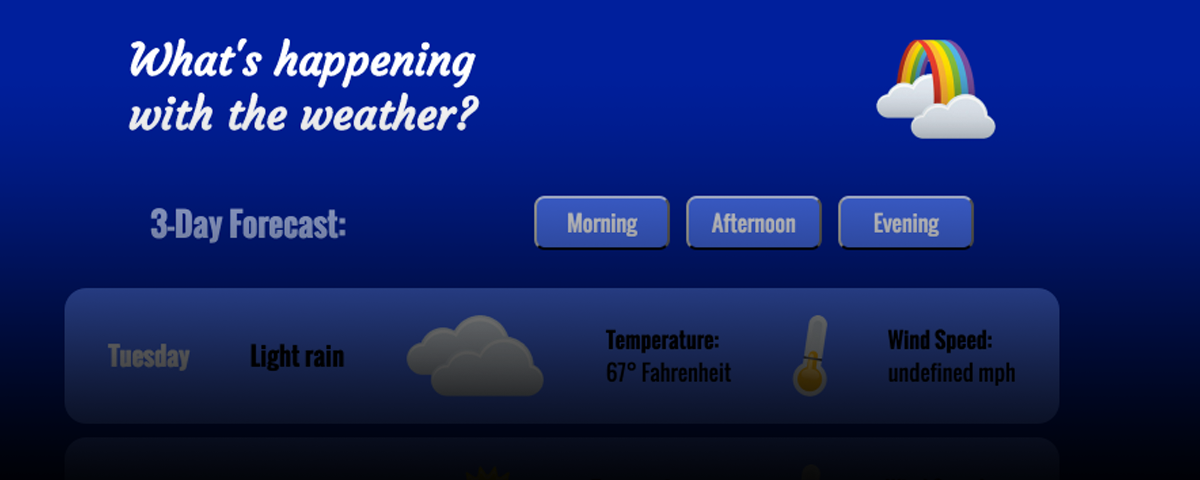 What's happening
with the weather?
3-Day Forecast:
Morning
Afternoon
Evening
Tuesday
Light rain
Temperature:
67° Fahrenheit
Wind Speed:
undefined mph